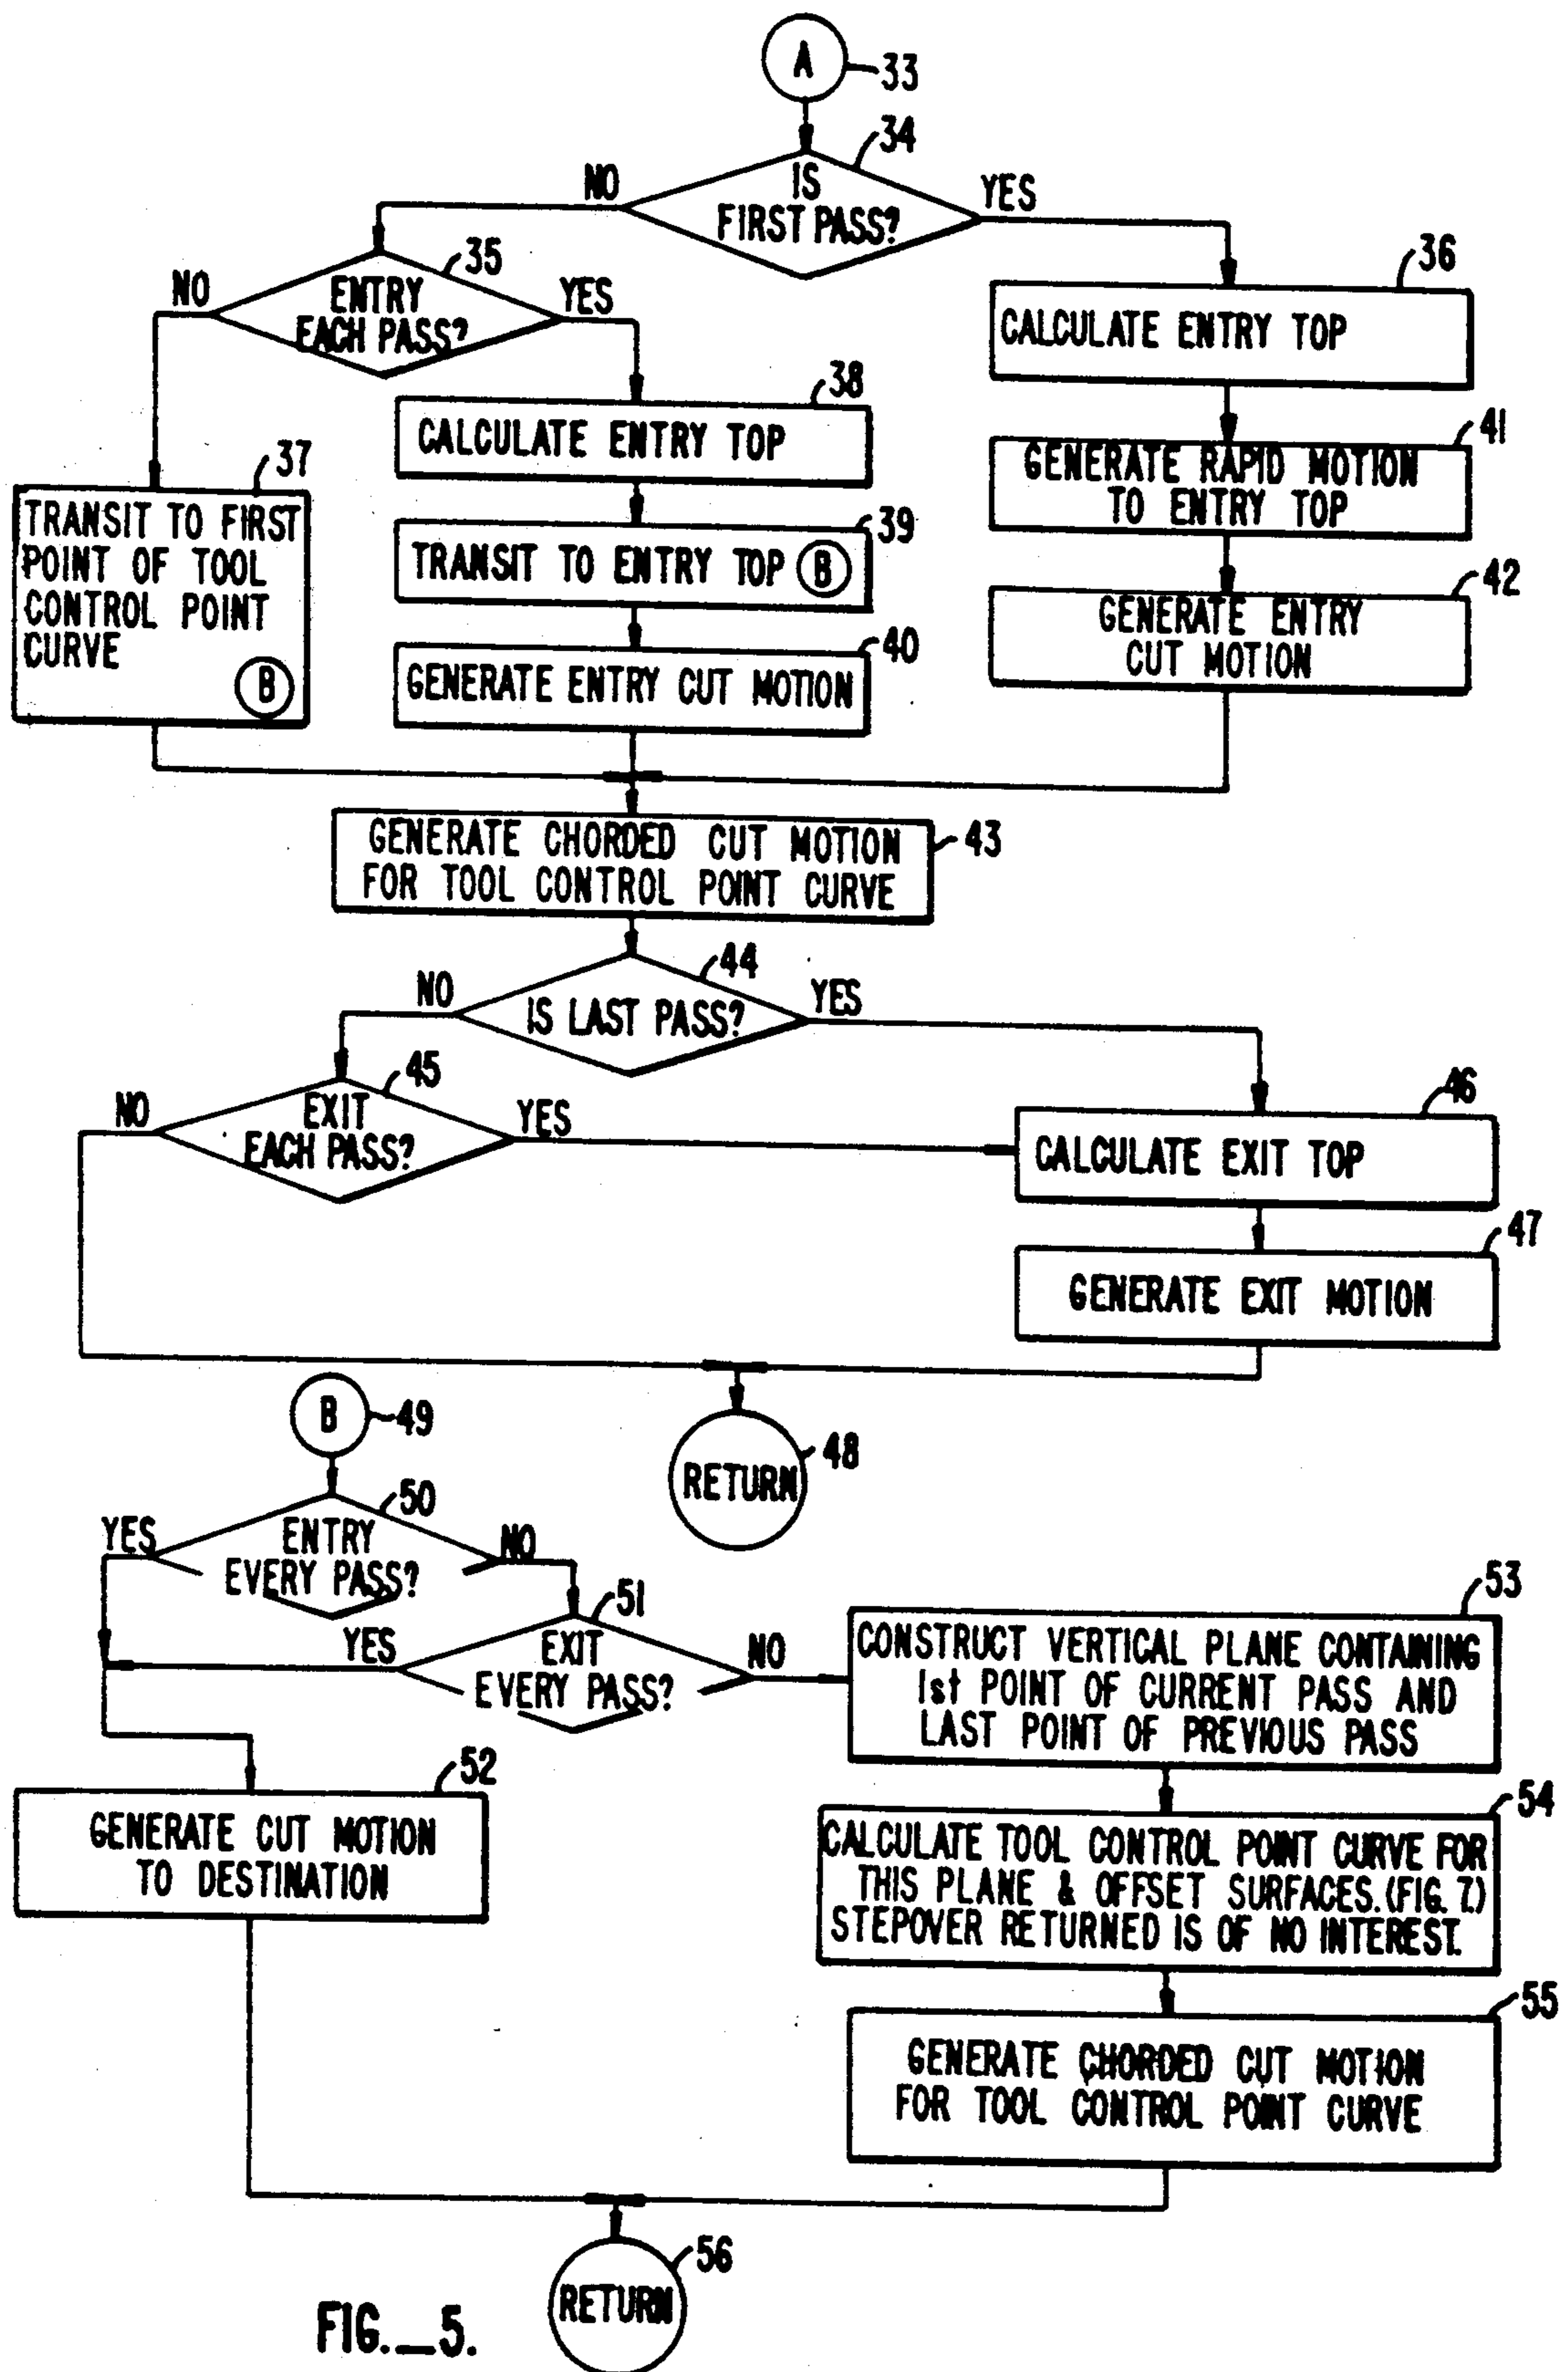 A
33
34
IS
FIRST PASS?
NO
YES
35
ENTRY
EACH PASS?
NO
YES
36
CALCULATE ENTRY TOP
38
CALCULATE ENTRY TOP
41
GENERATE RAPID MOTION
TO ENTRY TOP
37
TRANSIT TO FIRST
POINT OF TOOL
CONTROL POINT
CURVE
B
39
TRANSIT TO ENTRY TOP B
42
GENERATE ENTRY
CUT MOTION
40
GENERATE ENTRY CUT MOTION
43
GENERATE CHORDED CUT MOTION
FOR TOOL CONTROL POINT CURVE
44
IS LAST PASS?
NO
YES
45
EXIT
EACH PASS?
NO
YES
46
CALCULATE EXIT TOP
47
GENERATE EXIT MOTION
48
RETURN
B
49
50
ENTRY
EVERY PASS?
YES
NO
51
EXIT
EVERY PASS?
YES
NO
53
CONSTRUCT VERTICAL PLANE CONTAINING
1st POINT OF CURRENT PASS AND
LAST POINT OF PREVIOUS PASS
52
GENERATE CUT MOTION
TO DESTINATION
54
CALCULATE TOOL CONTROL POINT CURVE FOR
THIS PLANE & OFFSET SURFACES.(FIG. 7.)
STEPOVER RETURNED IS OF NO INTEREST.
55
GENERATE CHORDED CUT MOTION
FOR TOOL CONTROL POINT CURVE
56
RETURN
FIG._5.